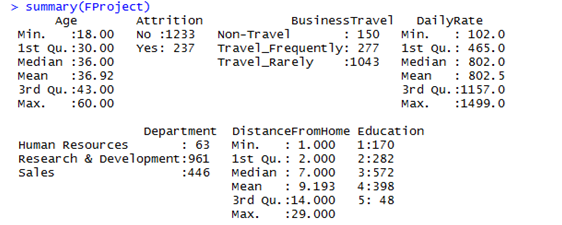 > summary(FProject)
      Age        Attrition            BusinessTravel   DailyRate
 Min.   :18.00   No :1233   Non-Travel       : 150   Min.   : 102.0
 1st Qu.:30.00   Yes: 237   Travel_Frequently: 277   1st Qu.: 465.0
 Median :36.00              Travel_Rarely    :1043   Median : 802.0
 Mean   :36.92                                       Mean   : 802.5
 3rd Qu.:43.00                                       3rd Qu.:1157.0
 Max.   :60.00                                       Max.   :1499.0
                  Department  DistanceFromHome Education
 Human Resources       : 63   Min.   : 1.000   1:170
 Research & Development:961   1st Qu.: 2.000   2:282
 Sales                 :446   Median : 7.000   3:572
                              Mean   : 9.193   4:398
                              3rd Qu.:14.000   5: 48
                              Max.   :29.000